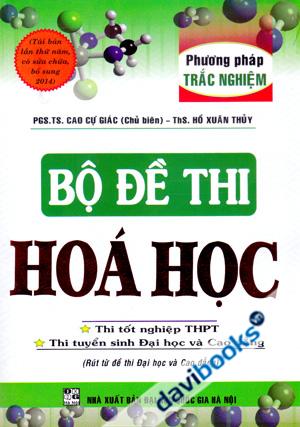 (Tái bản
lần thứ năm,
có sửa chữa,
bổ sung
2014)
Phương pháp
TRẮC NGHIỆM
PGS.TS. CAO CỰ GIÁC (Chủ biên) – ThS. HỒ XUÂN THỦY
BỘ ĐỀ THI
HOÁ HỌC
Thi tốt nghiệp THPT
Thi tuyển sinh Đại học và Cao đẳng
(Rút từ đề thi Đại học và Cao đẳng)
davibooks.vn
NHÀ XUẤT BẢN ĐẠI HỌC QUỐC GIA HÀ NỘI